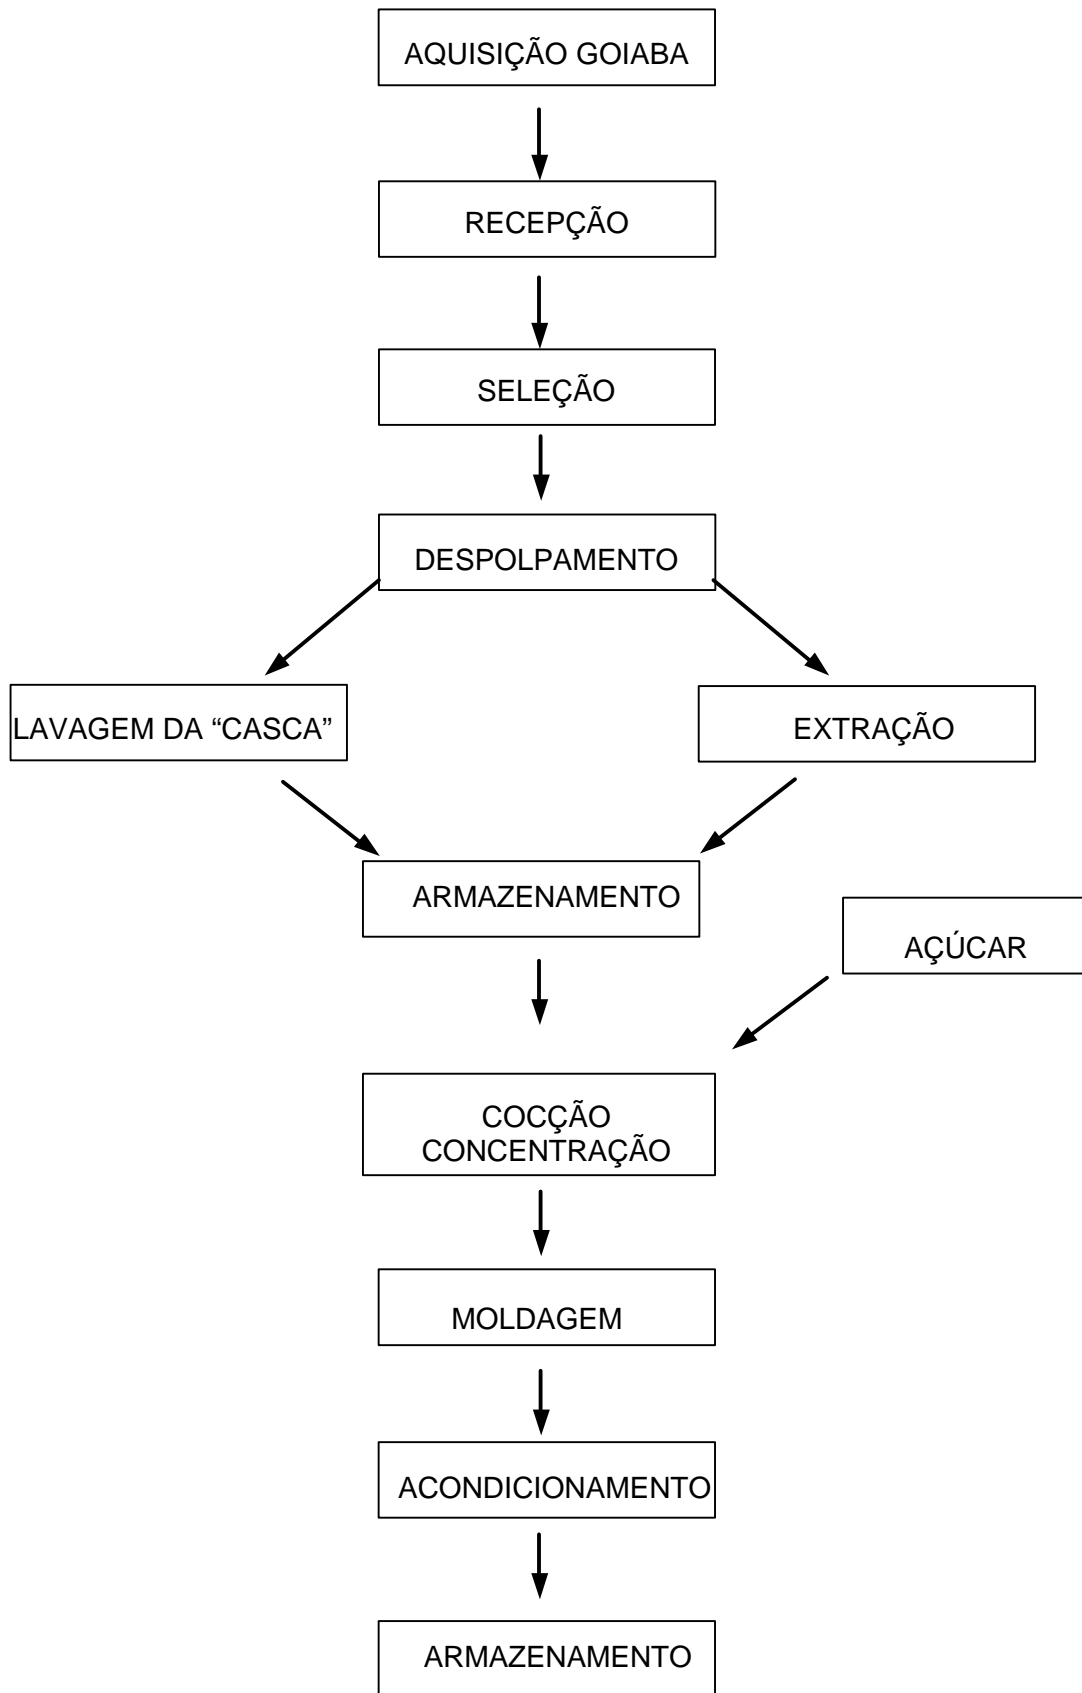 AQUISIÇÃO GOIABA
RECEPÇÃO
SELEÇÃO
DESPOLPAMENTO
LAVAGEM DA “CASCA”
EXTRAÇÃO
ARMAZENAMENTO
AÇÚCAR
COCÇÃO
CONCENTRAÇÃO
MOLDAGEM
ACONDICIONAMENTO
ARMAZENAMENTO